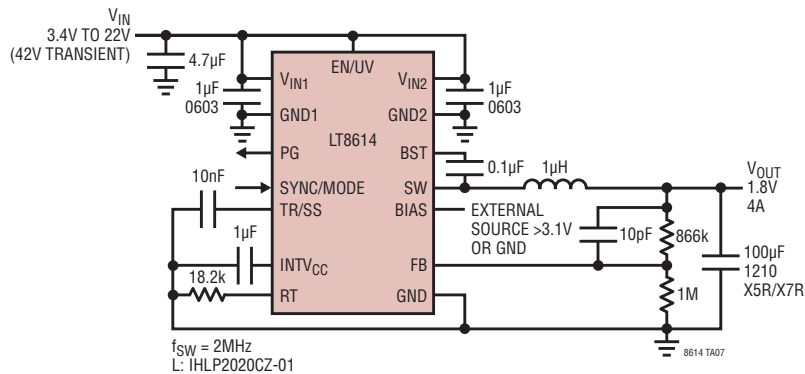 VIN
3.4V TO 22V
(42V TRANSIENT)
4.7µF
EN/UV
VIN1
VIN2
1µF
0603
1µF
0603
GND1
GND2
LT8614
PG
BST
0.1µF
1µH
10nF
SYNC/MODE
SW
VOUT
1.8V
4A
TR/SS
BIAS
EXTERNAL
SOURCE >3.1V
OR GND
10pF
866k
1µF
INTVCC
FB
100µF
1210
X5R/X7R
18.2k
RT
GND
1M
fSW = 2MHz
L: IHLP2020CZ-01
8614 TA07